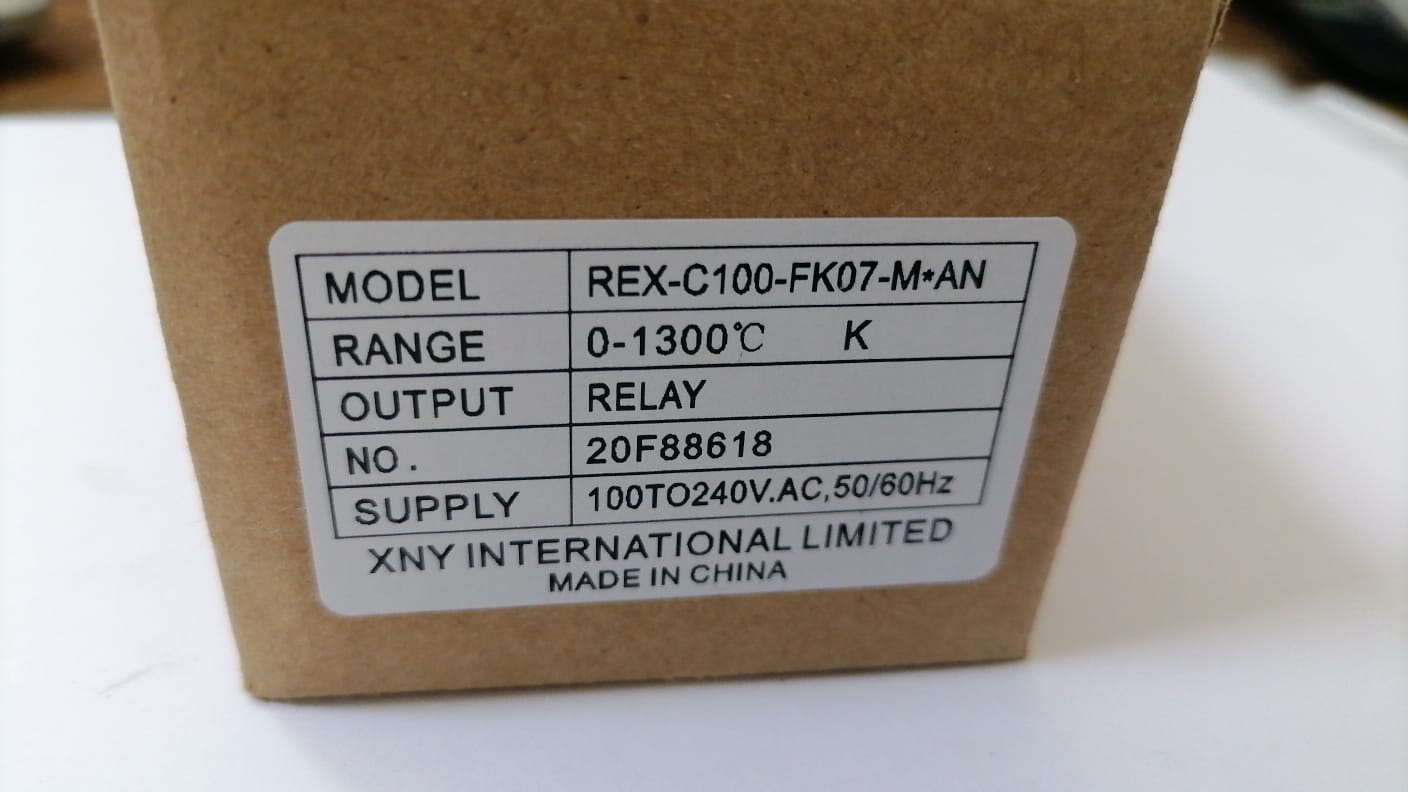 MODEL REX-C100-FK07-M*AN
RANGE 0-1300℃ K
OUTPUT RELAY
NO. 20F88618
SUPPLY 100TO240V.AC,50/60Hz
XNY INTERNATIONAL LIMITED
MADE IN CHINA